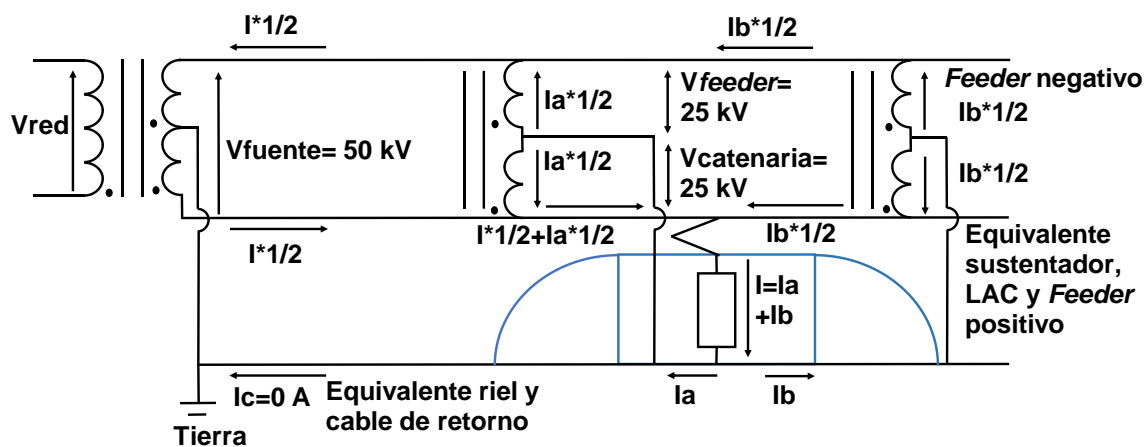 I*1/2
Ib*1/2
Vred
Vfuente= 50 kV
Ia*1/2
Vfeeder=
25 kV
Feeder negativo
Ib*1/2
Ia*1/2
Vcatenaria=
25 kV
Ib*1/2
I*1/2
I*1/2+Ia*1/2
Ib*1/2
Equivalente
sustentador,
LAC y Feeder
positivo
I=Ia
+Ib
Ic=0 A
Equivalente riel y
cable de retorno
Ia
Ib
Tierra